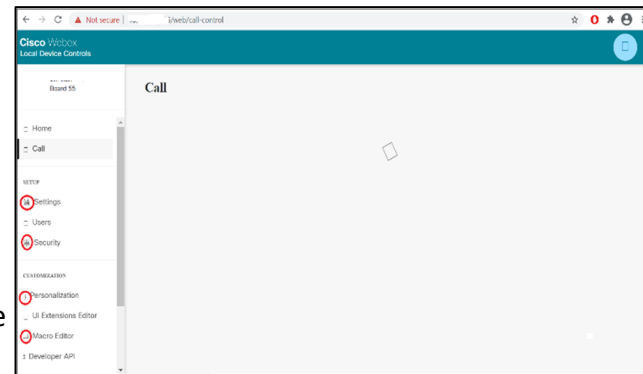 Not secure
/web/call-control
Cisco Webex
Local Device Controls
Board 55
Call
Home
Call
SETUP
Settings
Users
Security
CUSTOMIZATION
Personalization
UI Extensions Editor
Macro Editor
Developer API
e